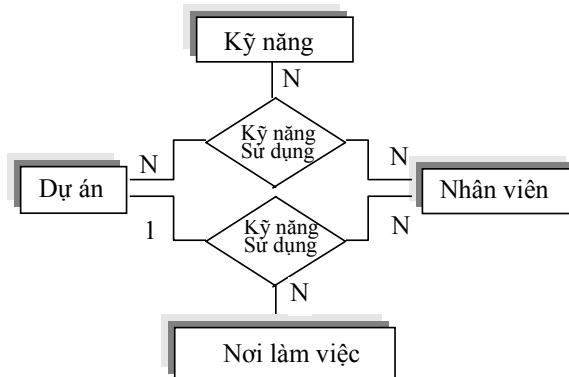 Kỹ năng
N
Kỹ năng
Sử dụng
N
N
Dự án
Nhân viên
1
N
Kỹ năng
Sử dụng
N
Nơi làm việc